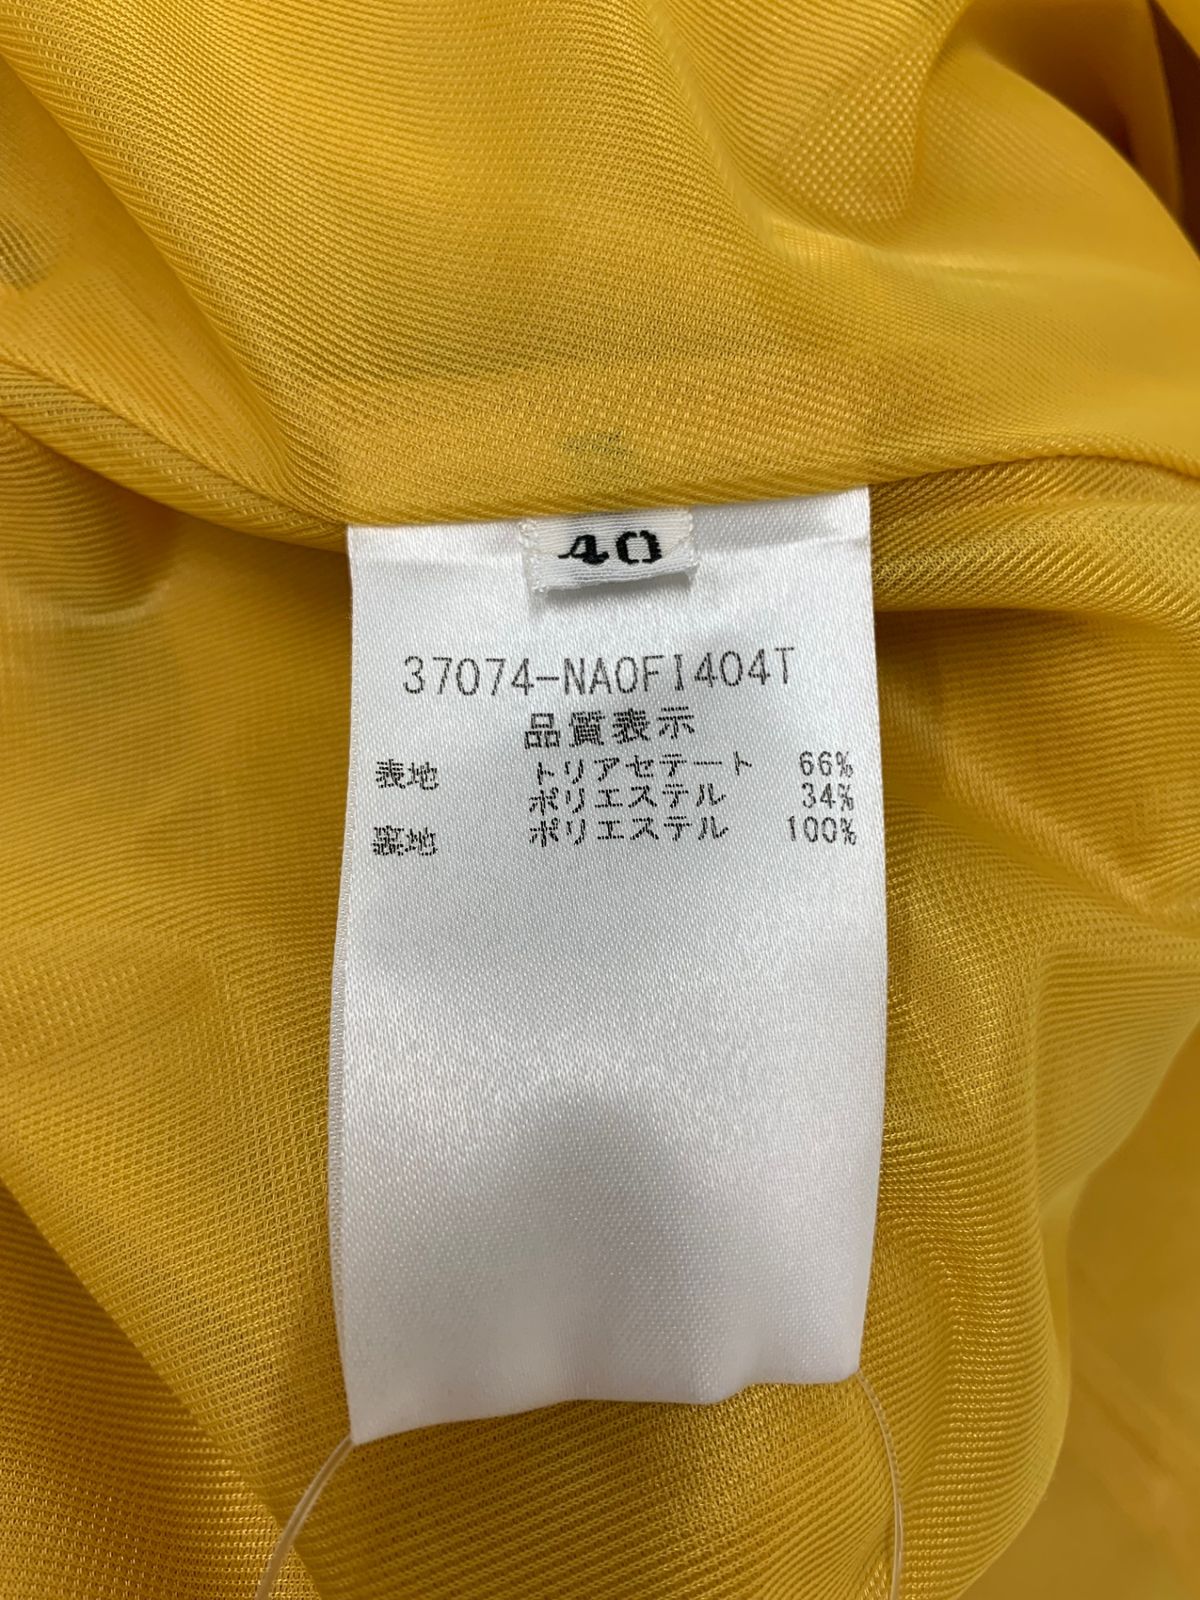 40
37074-NA0FI404T
品質表示
表地 トリアセテート 66%
ポリエステル 34%
裏地 ポリエステル 100%